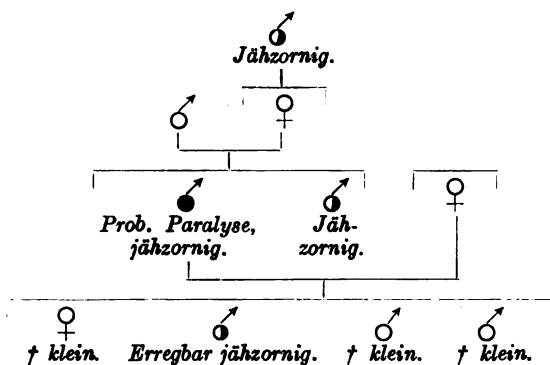 Jähzornig.
Prob. Paralyse, Jäh-
jähzornig. zornig.
† klein. Erregbar jähzornig. † klein. † klein.